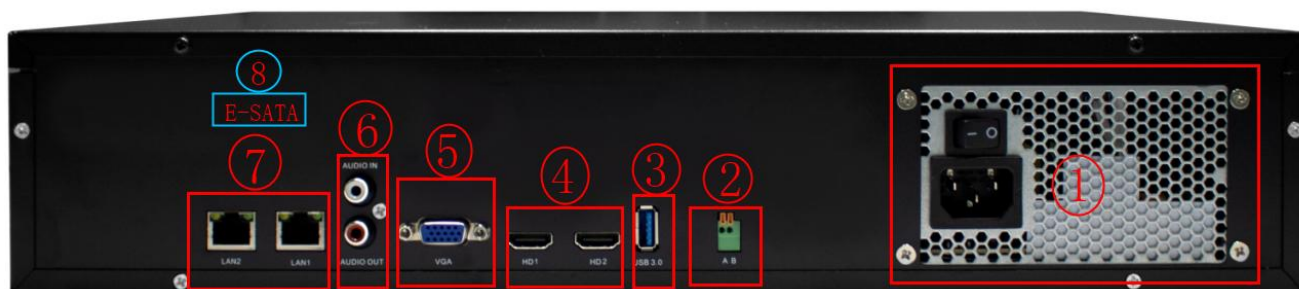 ⑧
E-SATA
⑦
⑥
⑤
④
③
②
①
AUDIO IN
AUDIO OUT
LAN2
LAN1
VGA
HD1
HD2
USB 3.0
A B